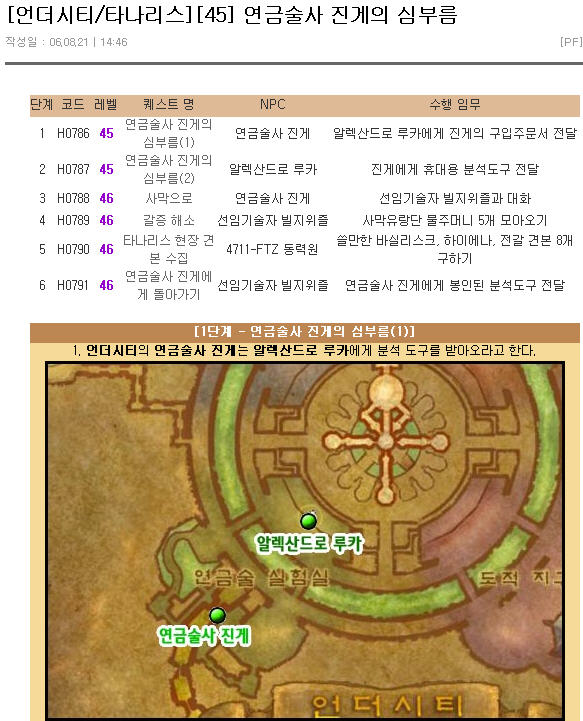 [언더시티/타나리스][45] 연금술사 진게의 심부름
작성일 : 06,08,21 | 14:46 [PF]
단계 코드 레벨 퀘스트 명 NPC 수행 임무
1 H0786 45 연금술사 진게의 심부름(1) 연금술사 진게 알렉산드로 루카에게 진게의 구입주문서 전달
2 H0787 45 연금술사 진게의 심부름(2) 알렉산드로 루카 진게에게 휴대용 분석도구 전달
3 H0788 46 사막으로 연금술사 진게 선임기술자 빌지위즐과 대화
4 H0789 46 갈증 해소 선임기술자 빌지위즐 사막유랑단 물주머니 5개 모아오기
5 H0790 46 타나리스 현장 견본 수집 4711-FTZ 동력원 쓸만한 바실리스크, 하이에나, 전갈 견본 8개 구하기
6 H0791 46 연금술사 진게에게 돌아가기 선임기술자 빌지위즐 연금술사 진게에게 봉인된 분석도구 전달
[1단계 - 연금술사 진게의 심부름(1)]
1. 언더시티의 연금술사 진게는 알렉산드로 루카에게 분석 도구를 받아오라고 한다.
알렉산드로 루카
연금술 실험실
도적 지구
연금술사 진게
언더시티